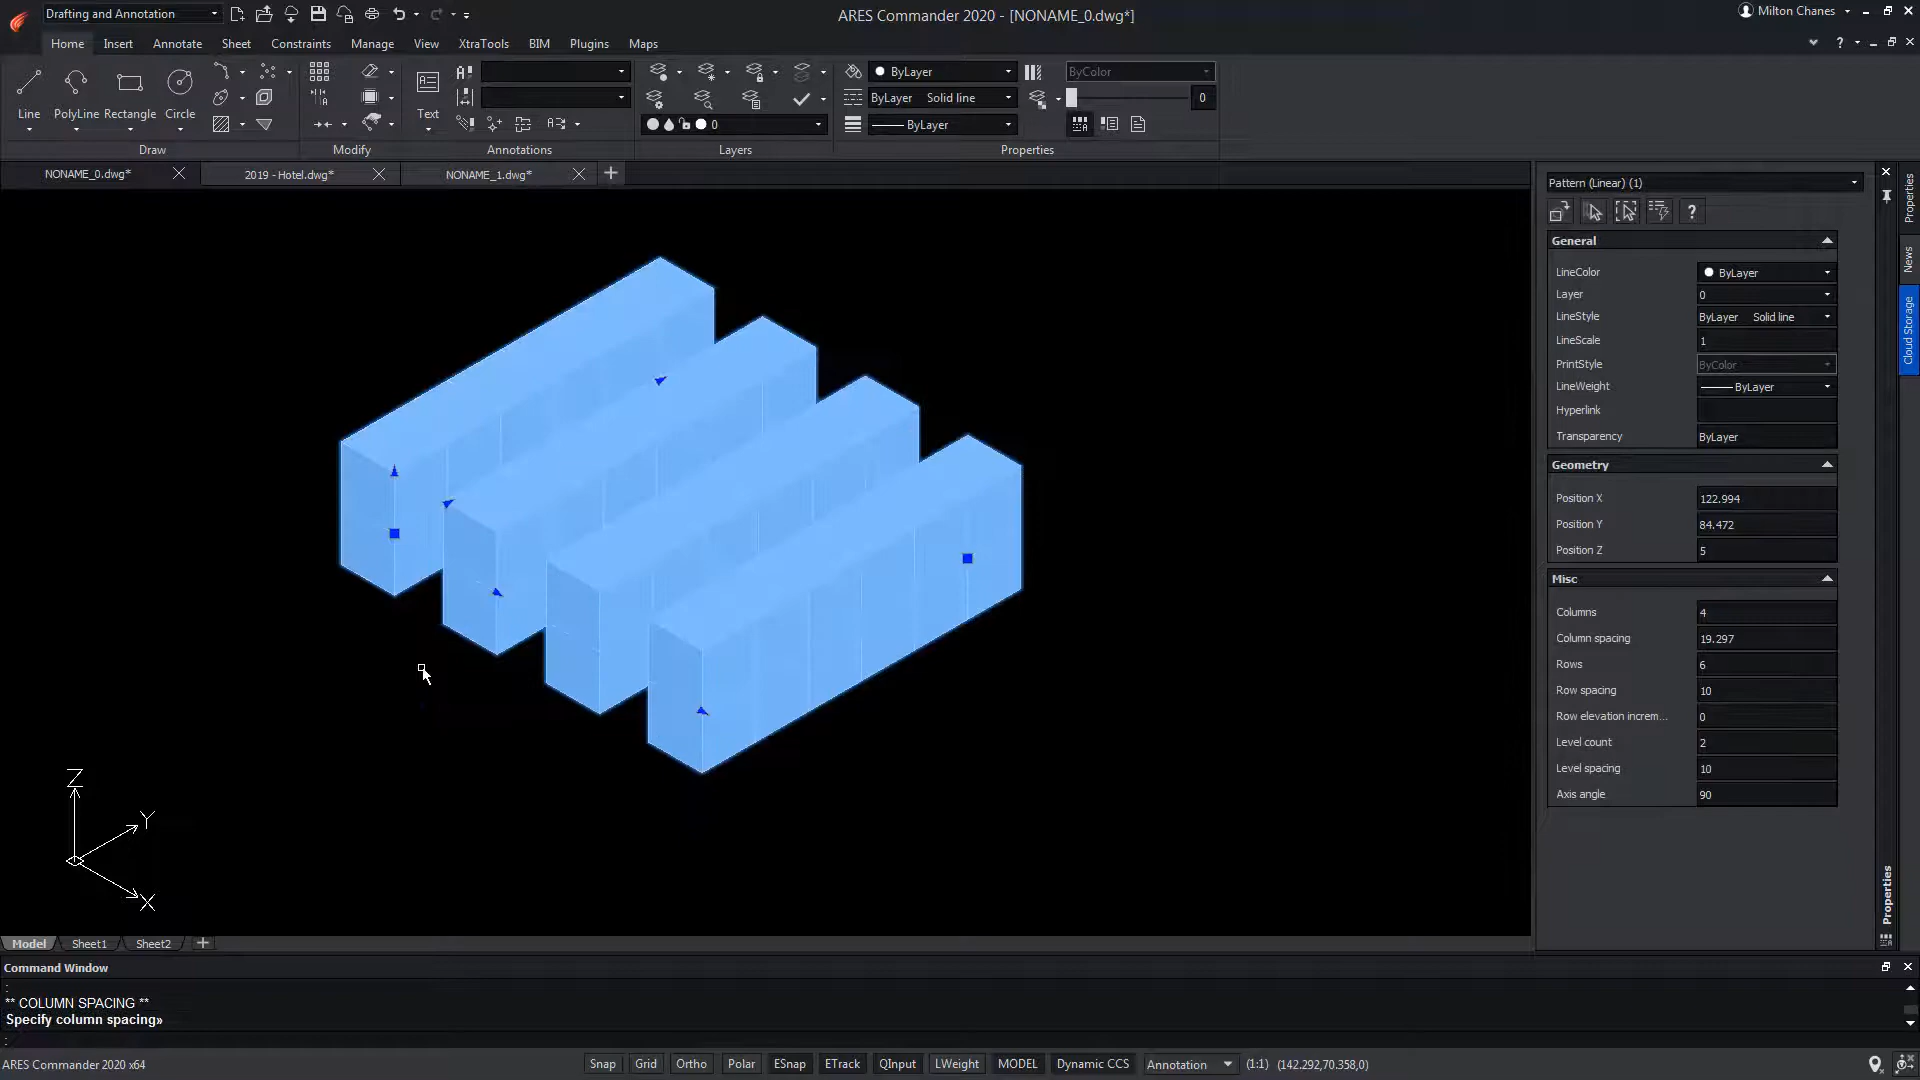 Drafting and Annotation
ARES Commander 2020 - [NONAME_0.dwg*]
Milton Chanes
Home Insert Annotate Sheet Constraints Manage View XtraTools BIM Plugins Maps
?
ByLayer
ByColor
ByLayer Solid line
0
Line PolyLine Rectangle Circle
Text
0
ByLayer
Draw Modify Annotations Layers Properties
NONAME_0.dwg* 2019 - Hotel.dwg* NONAME_1.dwg*
Pattern (Linear) (1)
?
General
LineColor ByLayer
Layer 0
LineStyle ByLayer Solid line
LineScale 1
PrintStyle ByColor
LineWeight ByLayer
Hyperlink
Transparency ByLayer
Geometry
Position X 122.994
Position Y 84.472
Position Z 5
Misc
Columns 4
Column spacing 19.297
Rows 6
Row spacing 10
Row elevation increm... 0
Level count 2
Level spacing 10
Axis angle 90
Properties
News
Cloud Storage
Properties
Z
Y
X
Model Sheet1 Sheet2
Command Window
:
** COLUMN SPACING **
Specify column spacing»
:
ARES Commander 2020 x64
Snap Grid Ortho Polar ESnap ETrack QInput LWeight MODEL Dynamic CCS Annotation (1:1) (142.292,70.358,0)